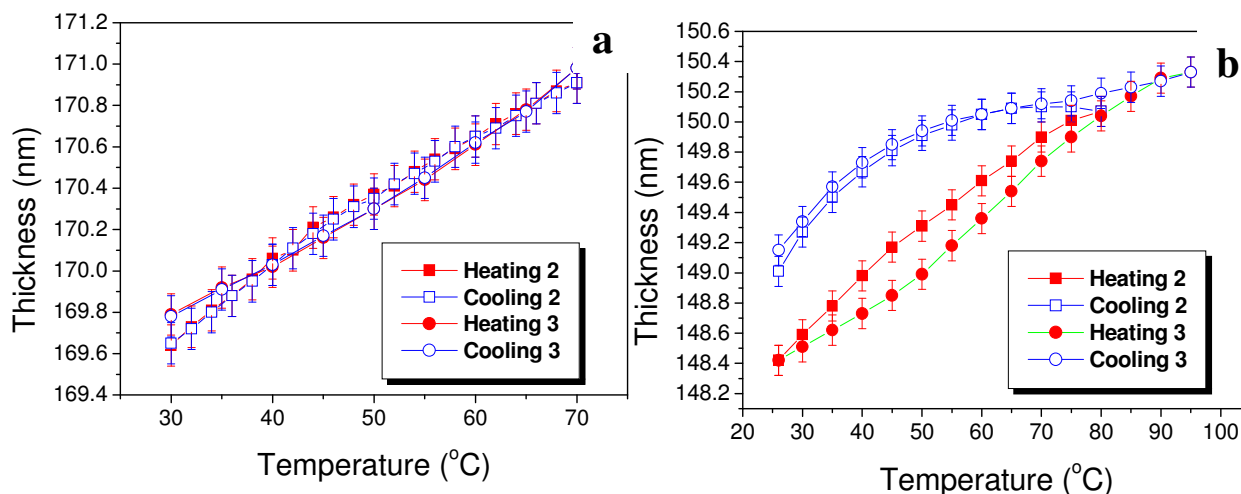 171.2
171.0
170.8
170.6
170.4
170.2
170.0
169.8
169.6
169.4
Thickness (nm)
a
Heating 2
Cooling 2
Heating 3
Cooling 3
30 40 50 60 70
Temperature (°C)
150.6
150.4
150.2
150.0
149.8
149.6
149.4
149.2
149.0
148.8
148.6
148.4
148.2
Thickness (nm)
b
Heating 2
Cooling 2
Heating 3
Cooling 3
20 30 40 50 60 70 80 90 100
Temperature (°C)